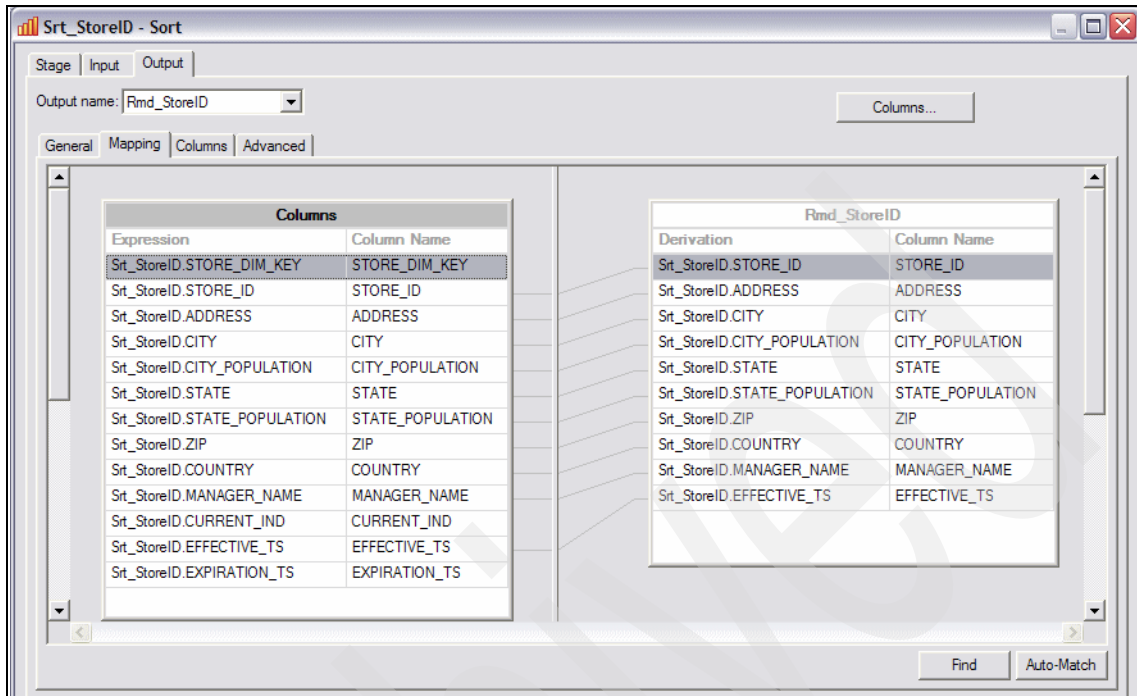 Srt_StoreID - Sort
Stage Input Output
Output name: Rmd_StoreID
Columns...
General Mapping Columns Advanced
Columns
Expression Column Name
Srt_StoreID.STORE_DIM_KEY STORE_DIM_KEY
Srt_StoreID.STORE_ID STORE_ID
Srt_StoreID.ADDRESS ADDRESS
Srt_StoreID.CITY CITY
Srt_StoreID.CITY_POPULATION CITY_POPULATION
Srt_StoreID.STATE STATE
Srt_StoreID.STATE_POPULATION STATE_POPULATION
Srt_StoreID.ZIP ZIP
Srt_StoreID.COUNTRY COUNTRY
Srt_StoreID.MANAGER_NAME MANAGER_NAME
Srt_StoreID.CURRENT_IND CURRENT_IND
Srt_StoreID.EFFECTIVE_TS EFFECTIVE_TS
Srt_StoreID.EXPIRATION_TS EXPIRATION_TS
Rmd_StoreID
Derivation Column Name
Srt_StoreID.STORE_ID STORE_ID
Srt_StoreID.ADDRESS ADDRESS
Srt_StoreID.CITY CITY
Srt_StoreID.CITY_POPULATION CITY_POPULATION
Srt_StoreID.STATE STATE
Srt_StoreID.STATE_POPULATION STATE_POPULATION
Srt_StoreID.ZIP ZIP
Srt_StoreID.COUNTRY COUNTRY
Srt_StoreID.MANAGER_NAME MANAGER_NAME
Srt_StoreID.EFFECTIVE_TS EFFECTIVE_TS
Find Auto-Match